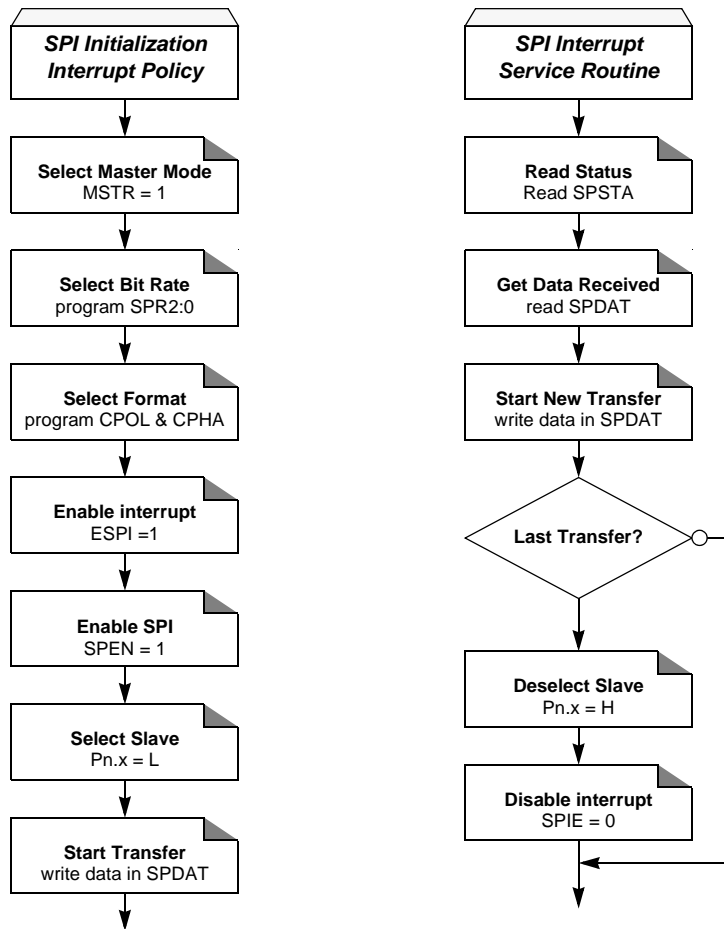 SPI Initialization
Interrupt Policy
Select Master Mode
MSTR = 1
Select Bit Rate
program SPR2:0
Select Format
program CPOL & CPHA
Enable interrupt
ESPI =1
Enable SPI
SPEN = 1
Select Slave
Pn.x = L
Start Transfer
write data in SPDAT
SPI Interrupt
Service Routine
Read Status
Read SPSTA
Get Data Received
read SPDAT
Start New Transfer
write data in SPDAT
Last Transfer?
Deselect Slave
Pn.x = H
Disable interrupt
SPIE = 0